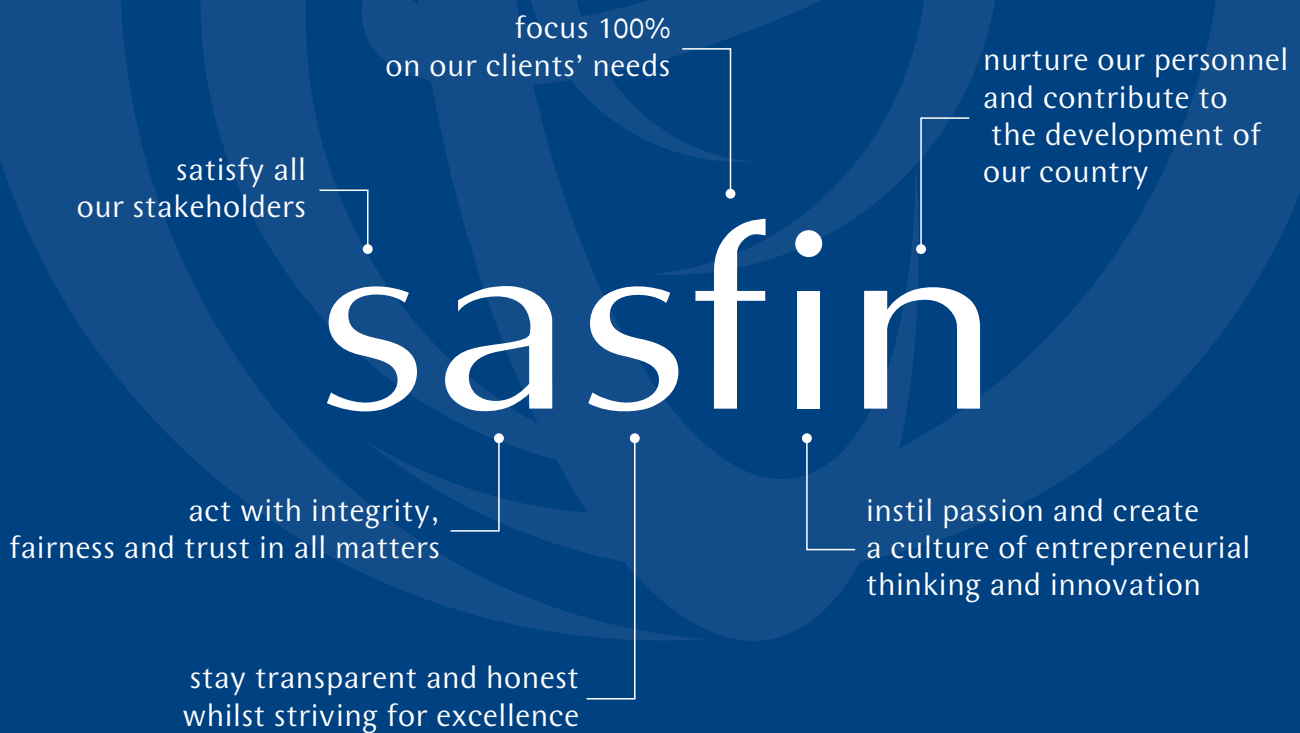 focus 100%
on our clients’ needs
nurture our personnel
and contribute to
the development of
our country
satisfy all
our stakeholders
sasfin
act with integrity,
fairness and trust in all matters
instil passion and create
a culture of entrepreneurial
thinking and innovation
stay transparent and honest
whilst striving for excellence